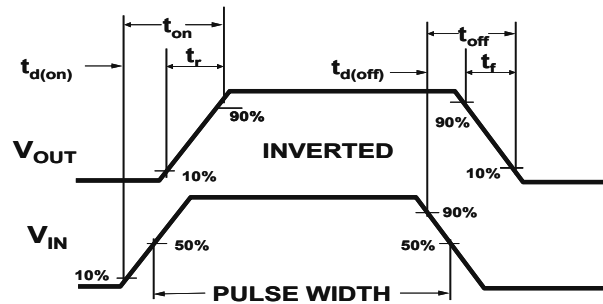 t_on t_off
t_d(on) t_r t_d(off) t_f
90% 90%
V_OUT INVERTED
10% 10%
90%
V_IN 50% 50%
10%
PULSE WIDTH